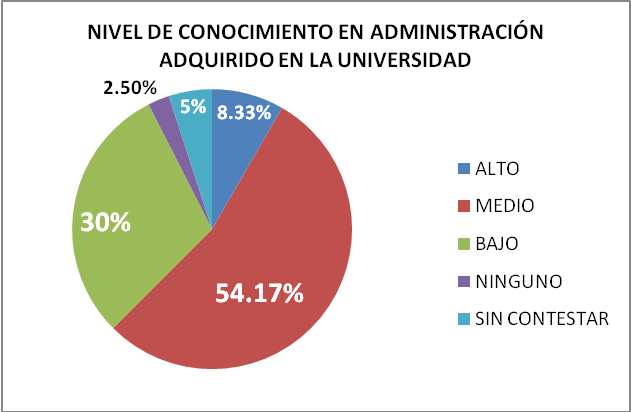 NIVEL DE CONOCIMIENTO EN ADMINISTRACIÓN
ADQUIRIDO EN LA UNIVERSIDAD
2.50%
5%
8.33%
30%
54.17%
ALTO
MEDIO
BAJO
NINGUNO
SIN CONTESTAR